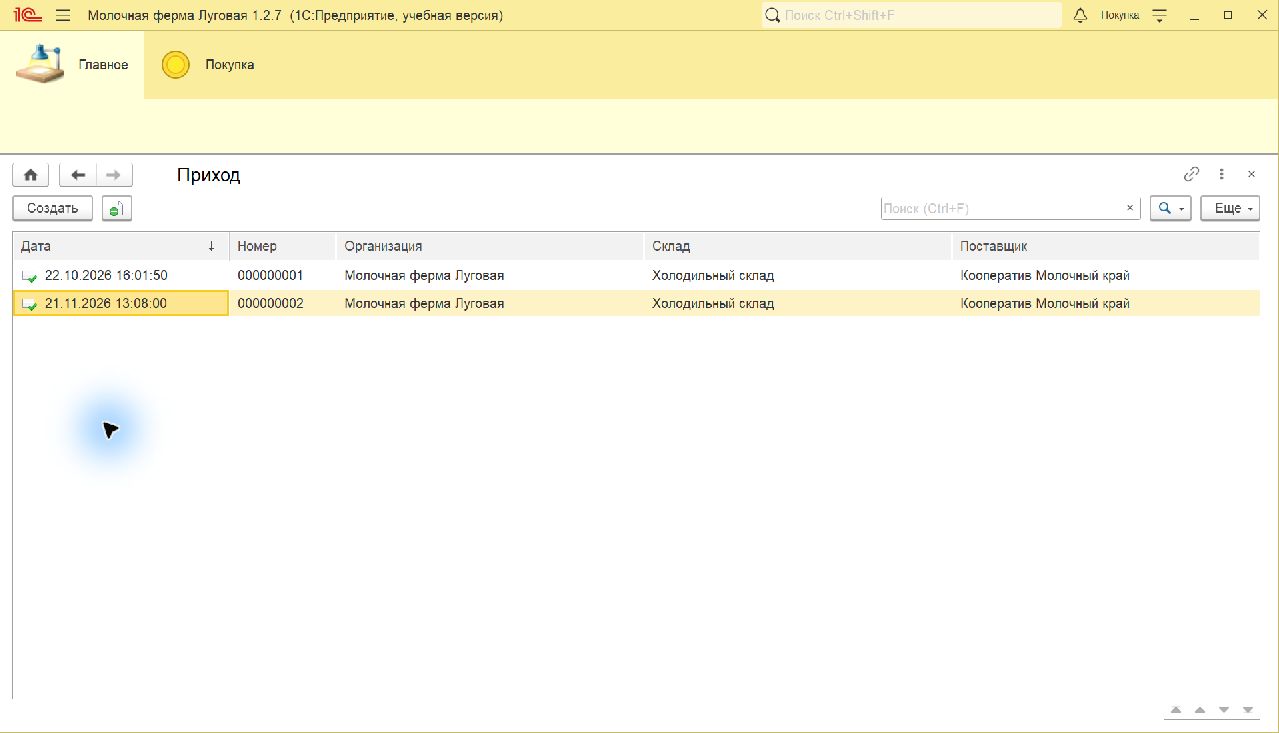 1С Молочная ферма Луговая 1.2.7 (1С:Предприятие, учебная версия) Поиск Ctrl+Shift+F Покупка
Главное Покупка
Приход
Создать Поиск (Ctrl+F) × Еще
Дата ↓ Номер Организация Склад Поставщик
22.10.2026 16:01:50 000000001 Молочная ферма Луговая Холодильный склад Кооператив Молочный край
21.11.2026 13:08:00 000000002 Молочная ферма Луговая Холодильный склад Кооператив Молочный край